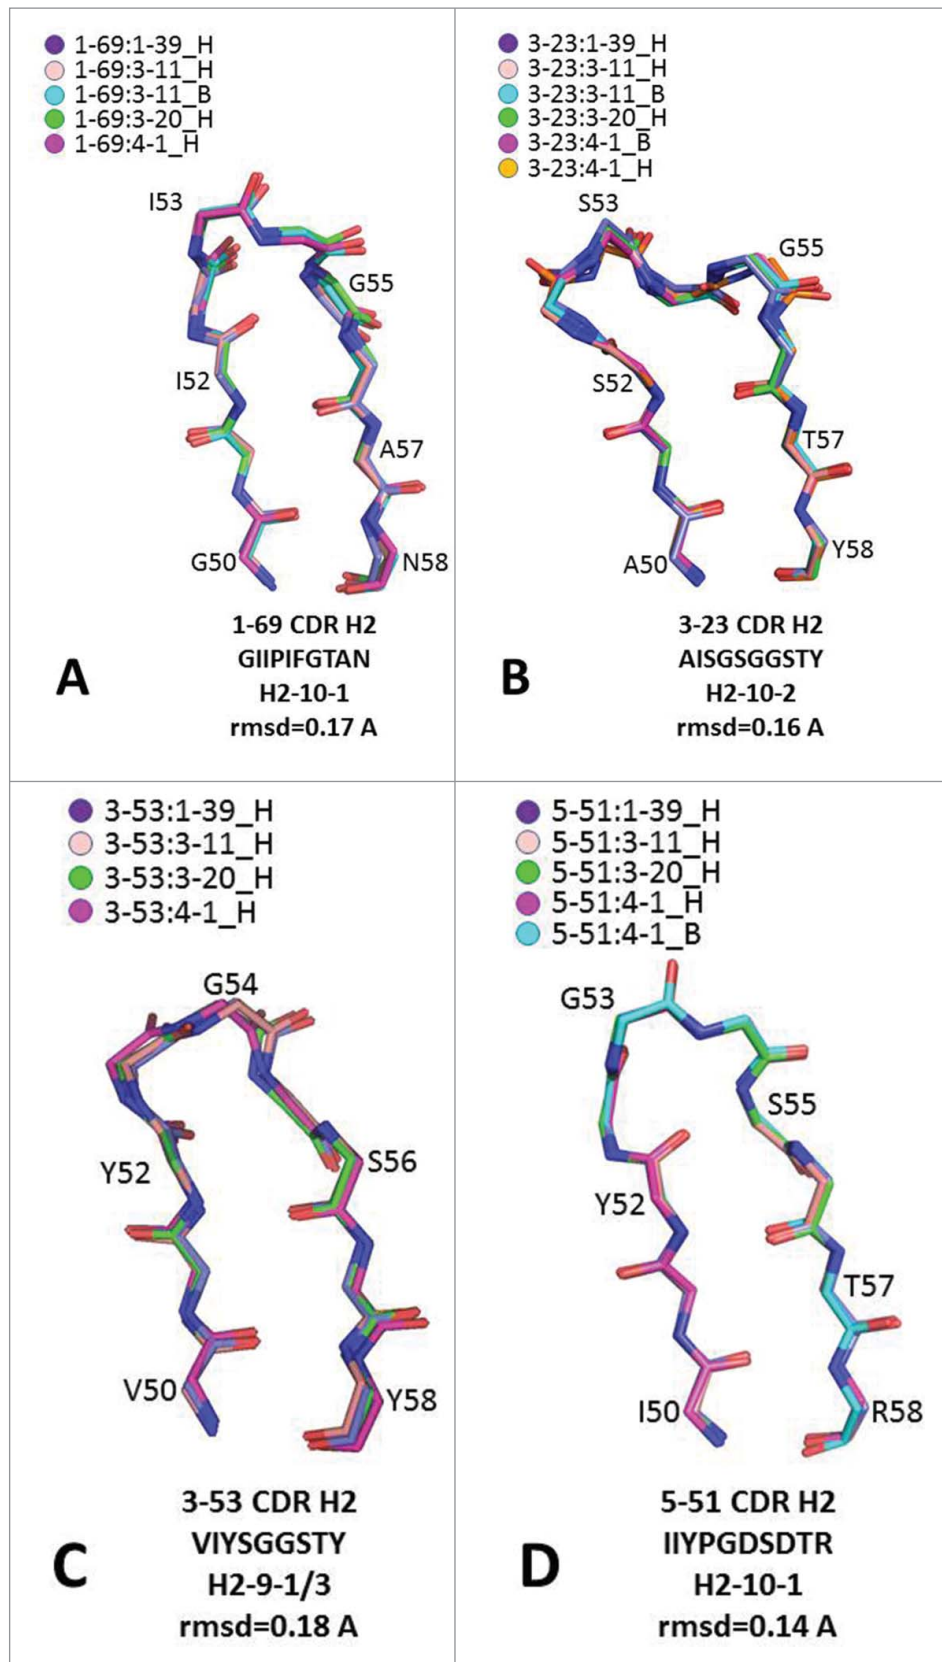 1-69:1-39_H
1-69:3-11_H
1-69:3-11_B
1-69:3-20_H
1-69:4-1_H
I53
G55
I52
A57
G50
N58
1-69 CDR H2
GIIPIFGTAN
H2-10-1
rmsd=0.17 A
A
3-23:1-39_H
3-23:3-11_H
3-23:3-11_B
3-23:3-20_H
3-23:4-1_B
3-23:4-1_H
S53
G55
S52
T57
A50
Y58
3-23 CDR H2
AISGSGGSTY
H2-10-2
rmsd=0.16 A
B
3-53:1-39_H
3-53:3-11_H
3-53:3-20_H
3-53:4-1_H
G54
Y52
S56
V50
Y58
3-53 CDR H2
VIYSGGSTY
H2-9-1/3
rmsd=0.18 A
C
5-51:1-39_H
5-51:3-11_H
5-51:3-20_H
5-51:4-1_H
5-51:4-1_B
G53
S55
Y52
T57
I50
R58
5-51 CDR H2
IIYPGDSDTR
H2-10-1
rmsd=0.14 A
D